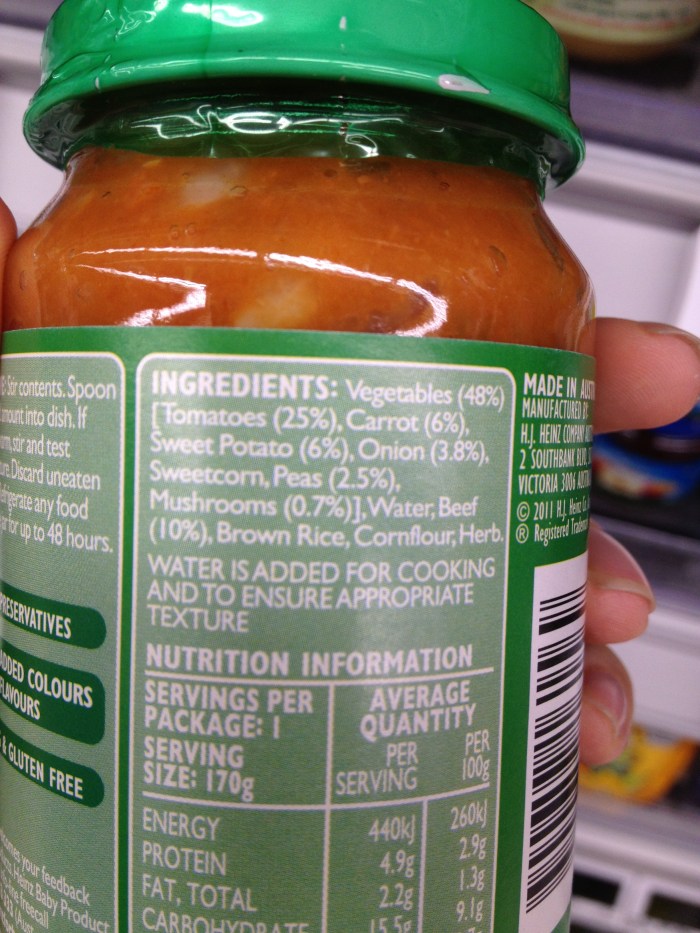 Stir contents. Spoon
amount into dish. If
stir and test
Discard uneaten
any food
for up to 48 hours.
PRESERVATIVES
ADDED COLOURS
FLAVOURS
& GLUTEN FREE
your feedback
Heinz Baby Product
freecall
INGREDIENTS: Vegetables (48%)
[Tomatoes (25%), Carrot (6%),
Sweet Potato (6%), Onion (3.8%),
Sweetcorn, Peas (2.5%),
Mushrooms (0.7%)], Water, Beef
(10%), Brown Rice, Cornflour, Herb.
WATER IS ADDED FOR COOKING
AND TO ENSURE APPROPRIATE
TEXTURE
NUTRITION INFORMATION
SERVINGS PER
PACKAGE: 1
SERVING
SIZE: 170g
AVERAGE
QUANTITY
PER
SERVING
PER
100g
ENERGY 440kJ 260kJ
PROTEIN 4.9g 2.9g
FAT, TOTAL 2.2g 1.3g
CARBOHYDRATE 15.5g 9.1g
MADE IN
MANUFACTURED BY
H.J. HEINZ COMPANY
2 SOUTHBANK BLVD,
VICTORIA 3006
© 2011 H.J. Heinz Co.
® Registered